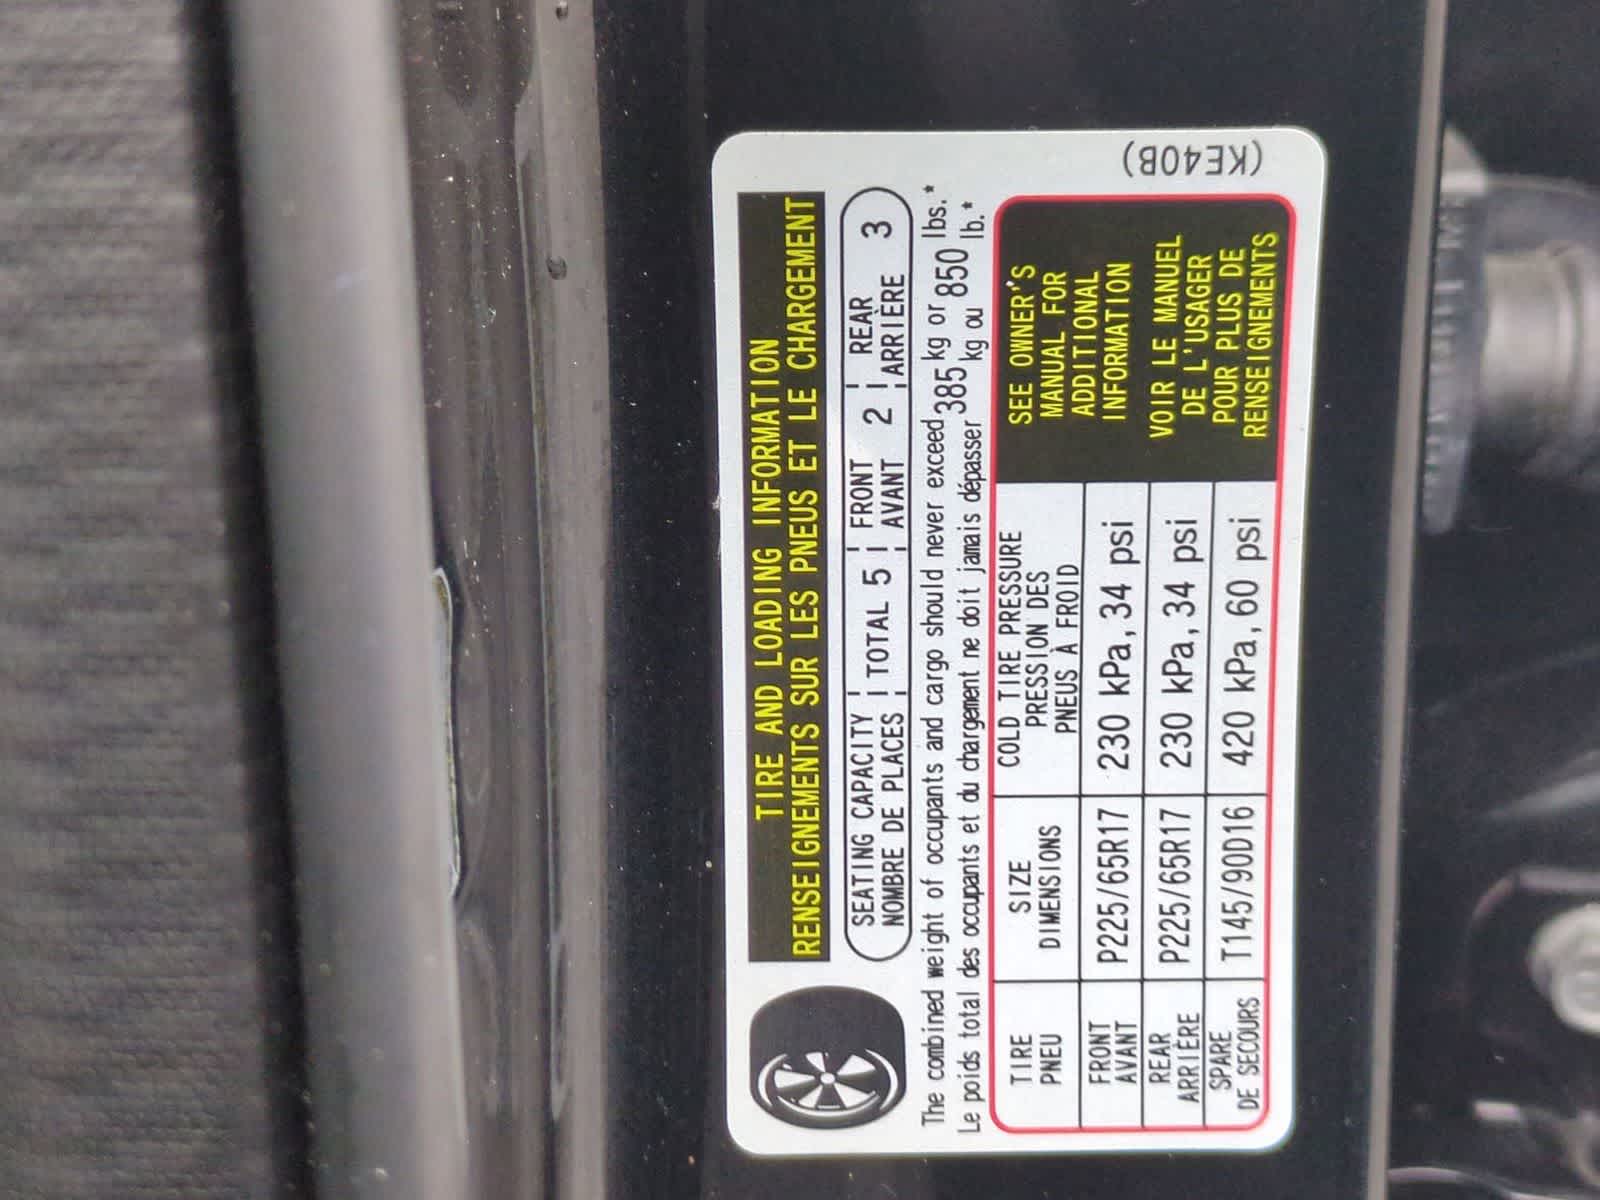 TIRE AND LOADING INFORMATION
RENSEIGNEMENTS SUR LES PNEUS ET LE CHARGEMENT
SEATING CAPACITY
NOMBRE DE PLACES
TOTAL 5
FRONT
AVANT
2
REAR
ARRIÈRE
3
The combined weight of occupants and cargo should never exceed 385 kg or 850 lbs.*
Le poids total des occupants et du chargement ne doit jamais dépasser 385 kg ou 850 lb.*
TIRE
PNEU
SIZE
DIMENSIONS
COLD TIRE PRESSURE
PRESSION DES
PNEUS À FROID
FRONT
AVANT
P225/65R17
230 kPa, 34 psi
REAR
ARRIÈRE
P225/65R17
230 kPa, 34 psi
SPARE
DE SECOURS
T145/90D16
420 kPa, 60 psi
SEE OWNER'S
MANUAL FOR
ADDITIONAL
INFORMATION
VOIR LE MANUEL
DE L'USAGER
POUR PLUS DE
RENSEIGNEMENTS
(KE40B)